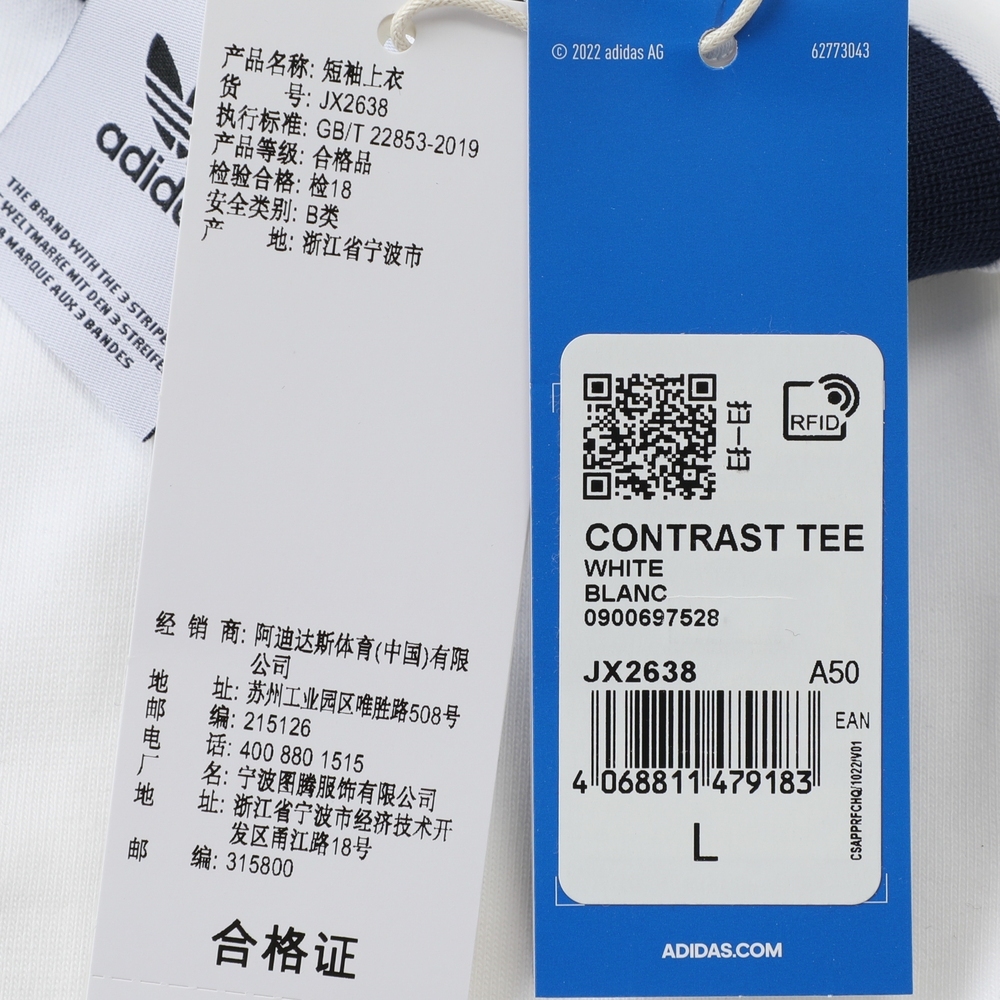 adid
THE BRAND WITH THE 3 STRIPE
WELTMARKE MIT DEN 3 STREIFE
MARQUE AUX 3 BANDES
产品名称: 短袖上衣
货 号: JX2638
执行标准: GB/T 22853-2019
产品等级: 合格品
检验合格: 检18
安全类别: B类
产 地: 浙江省宁波市
经 销 商: 阿迪达斯体育(中国)有限
公司
地 址: 苏州工业园区唯胜路508号
邮 编: 215126
电 话: 400 880 1515
厂 名: 宁波图腾服饰有限公司
地 址: 浙江省宁波市经济技术开
发区甬江路18号
邮 编: 315800
合格证
© 2022 adidas AG 62773043
扫一扫
RFID
CONTRAST TEE
WHITE
BLANC
0900697528
JX2638 A50
EAN
4 068811 479183
CSAPPRFCHQ/1022/V01
L
ADIDAS.COM